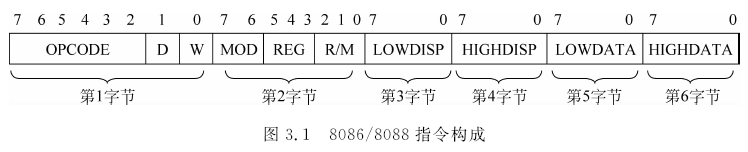 7 6 5 4 3 2 1 0 7 6 5 4 3 2 1 0 7 0 7 0 7 0 7 0
OPCODE D W MOD REG R/M LOWDISP HIGHDISP LOWDATA HIGHDATA
第1字节 第2字节 第3字节 第4字节 第5字节 第6字节
图 3.1 8086/8088 指令构成